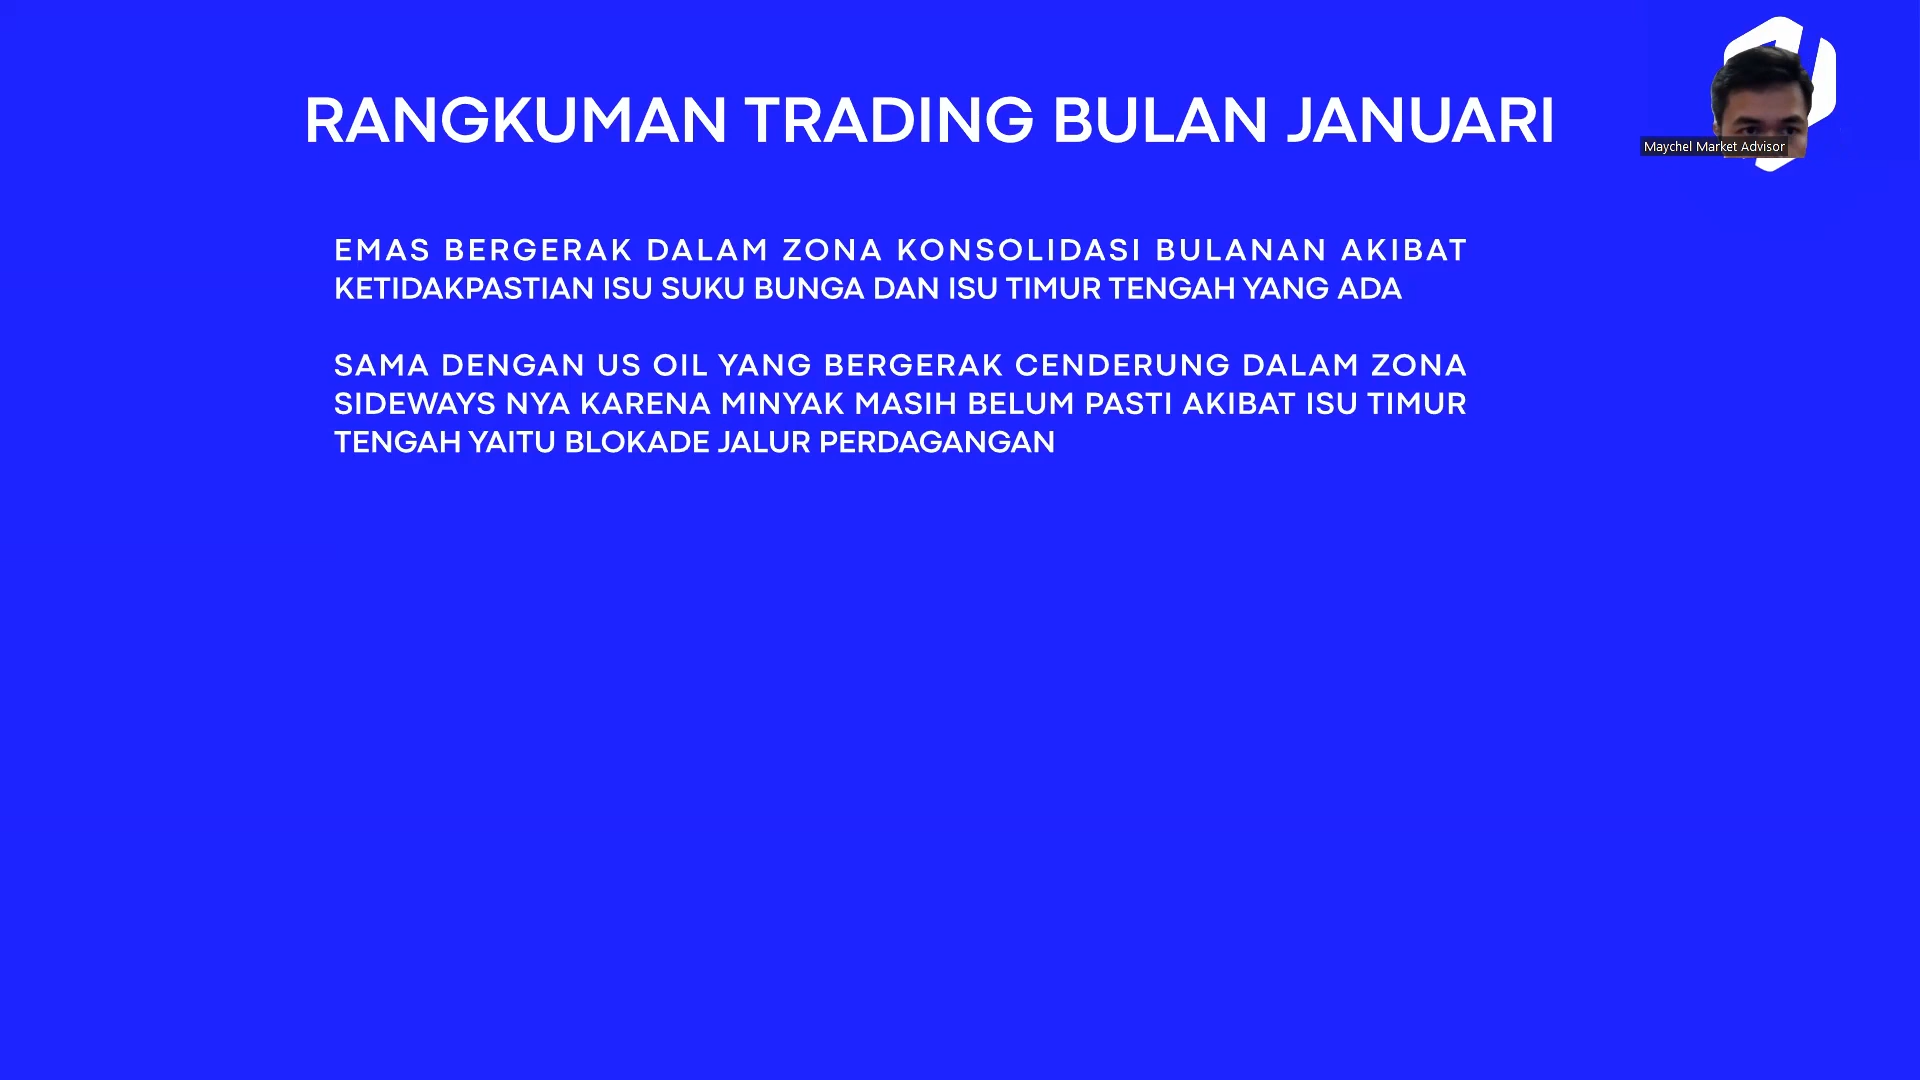 RANGKUMAN TRADING BULAN JANUARI
Maychel Market Advisor
EMAS BERGERAK DALAM ZONA KONSOLIDASI BULANAN AKIBAT
KETIDAKPASTIAN ISU SUKU BUNGA DAN ISU TIMUR TENGAH YANG ADA
SAMA DENGAN US OIL YANG BERGERAK CENDERUNG DALAM ZONA
SIDEWAYS NYA KARENA MINYAK MASIH BELUM PASTI AKIBAT ISU TIMUR
TENGAH YAITU BLOKADE JALUR PERDAGANGAN